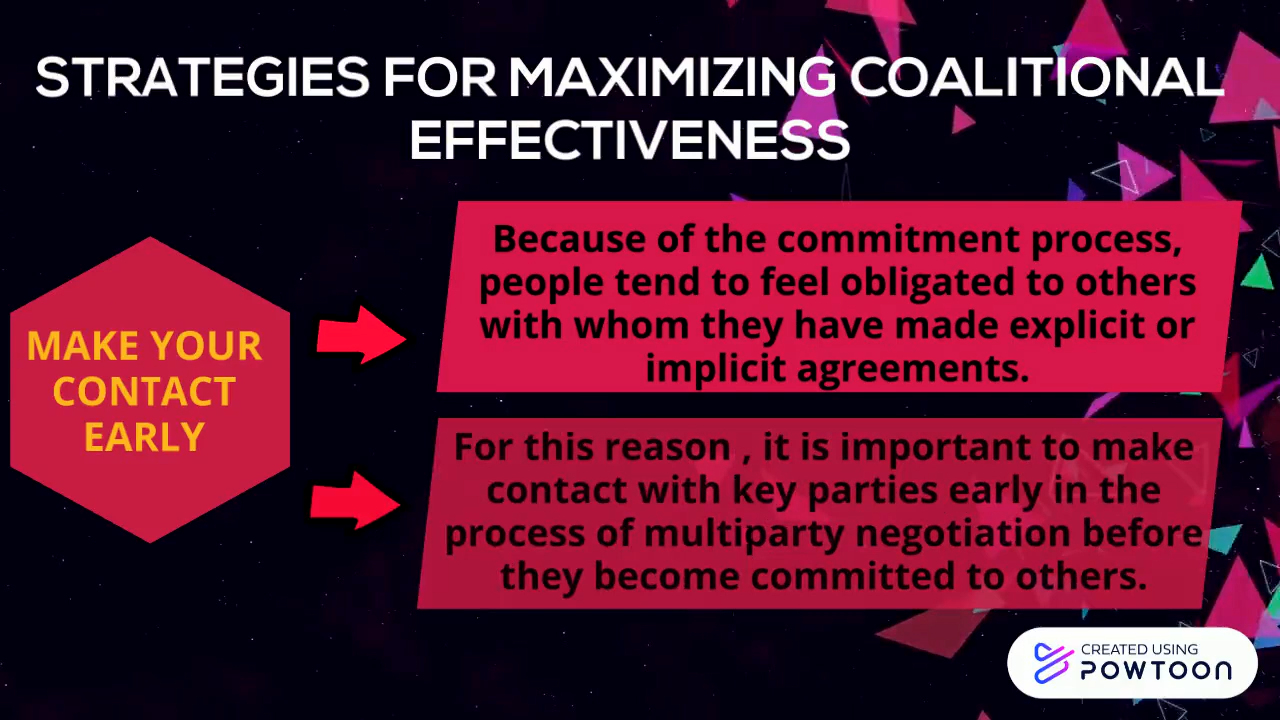 STRATEGIES FOR MAXIMIZING COALITIONAL
EFFECTIVENESS
MAKE YOUR
CONTACT
EARLY
Because of the commitment process,
people tend to feel obligated to others
with whom they have made explicit or
implicit agreements.
For this reason , it is important to make
contact with key parties early in the
process of multiparty negotiation before
they become committed to others.
CREATED USING
POWTOON